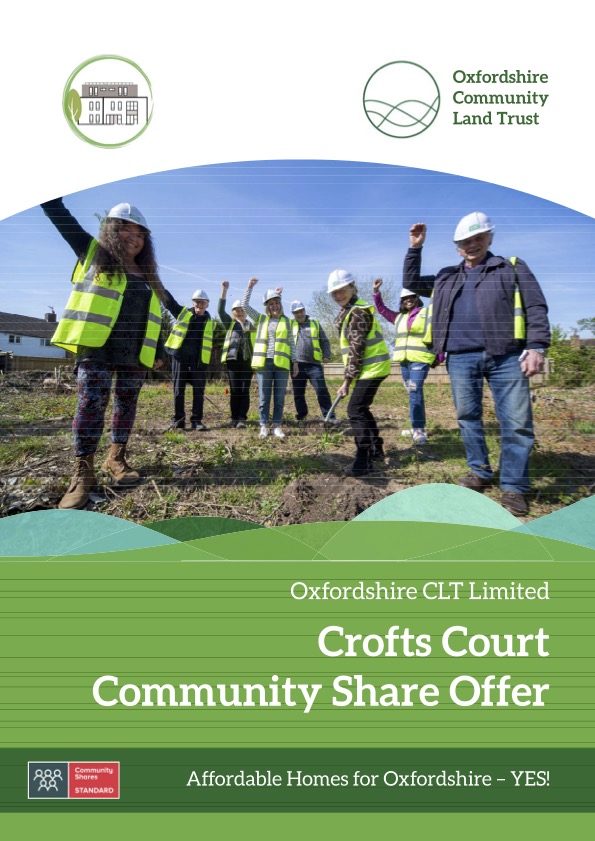 Oxfordshire
Community
Land Trust
Oxfordshire CLT Limited
Crofts Court
Community Share Offer
Community
Shares
STANDARD
Affordable Homes for Oxfordshire – YES!